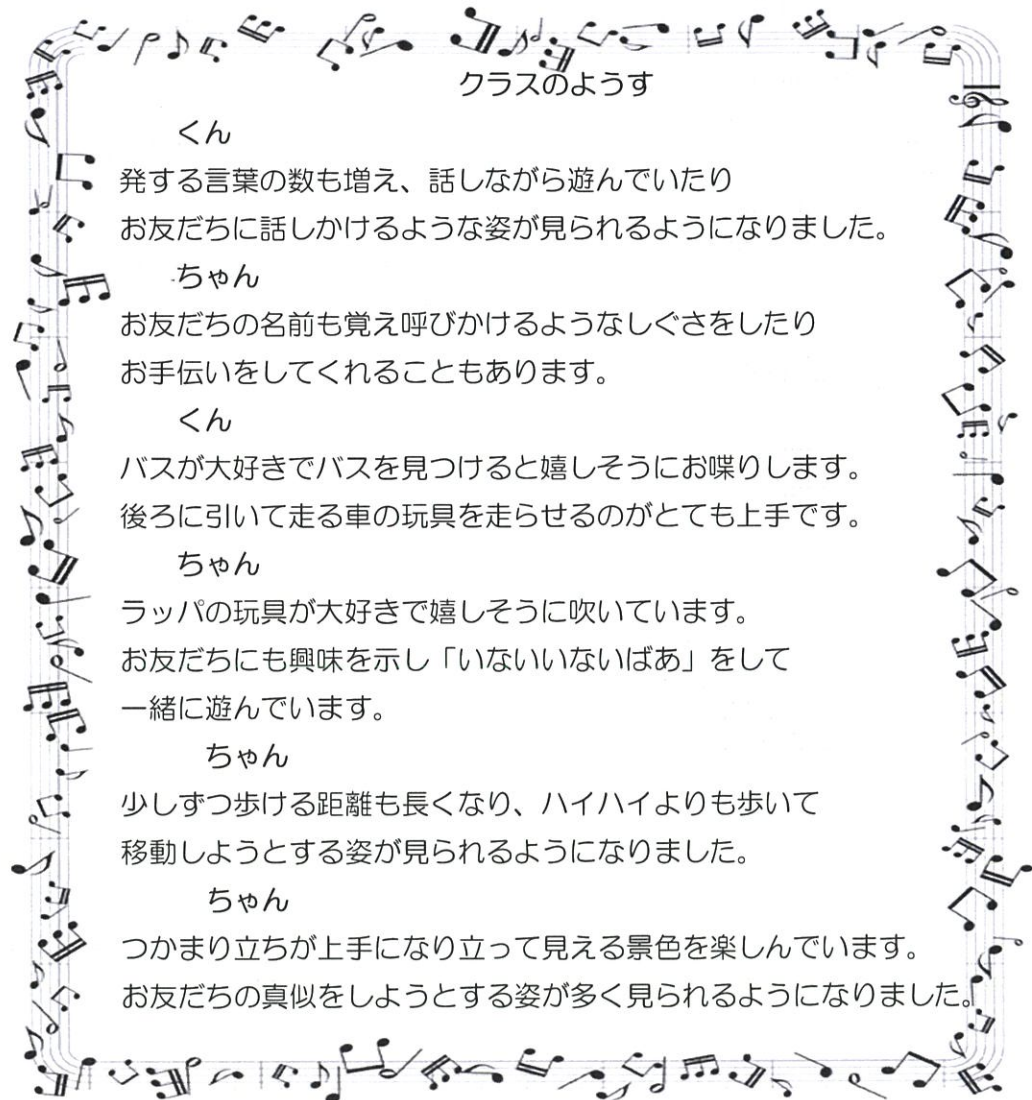 クラスのようす
くん
発する言葉の数も増え、話しながら遊んでいたり
お友だちに話しかけるような姿が見られるようになりました。
ちゃん
お友だちの名前も覚え呼びかけるようなしぐさをしたり
お手伝いをしてくれることもあります。
くん
バスが大好きでバスを見つけると嬉しそうにお喋りします。
後ろに引いて走る車の玩具を走らせるのがとても上手です。
ちゃん
ラッパの玩具が大好きで嬉しそうに吹いています。
お友だちにも興味を示し「いないいないばあ」をして
一緒に遊んでいます。
ちゃん
少しずつ歩ける距離も長くなり、ハイハイよりも歩いて
移動しようとする姿が見られるようになりました。
ちゃん
つかまり立ちが上手になり立って見える景色を楽しんでいます。
お友だちの真似をしようとする姿が多く見られるようになりました。